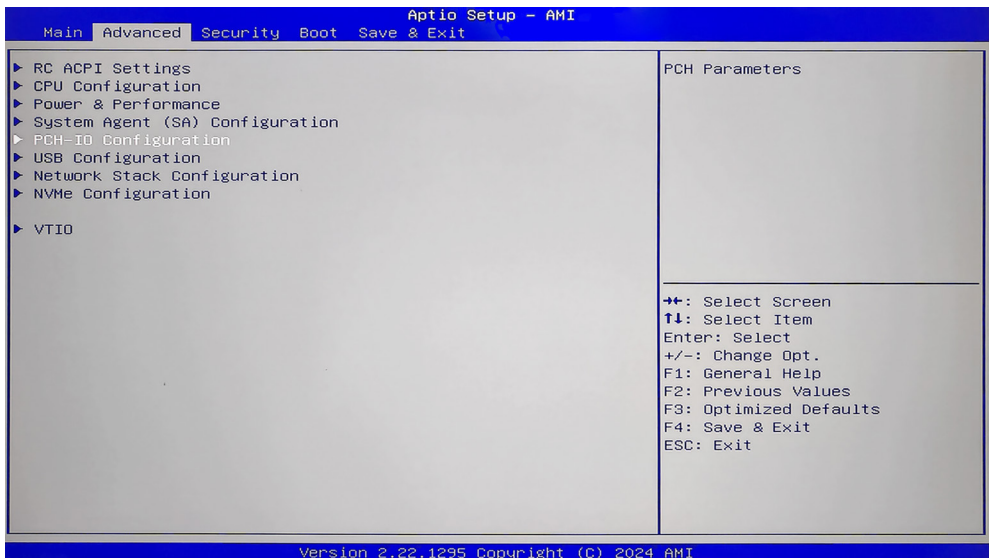 Aptio Setup – AMI
Main Advanced Security Boot Save & Exit
RC ACPI Settings
CPU Configuration
Power & Performance
System Agent (SA) Configuration
PCH-IO Configuration
USB Configuration
Network Stack Configuration
NVMe Configuration
VTIO
PCH Parameters
→←: Select Screen
↑↓: Select Item
Enter: Select
+/-: Change Opt.
F1: General Help
F2: Previous Values
F3: Optimized Defaults
F4: Save & Exit
ESC: Exit
Version 2.22.1295 Copyright (C) 2024 AMI